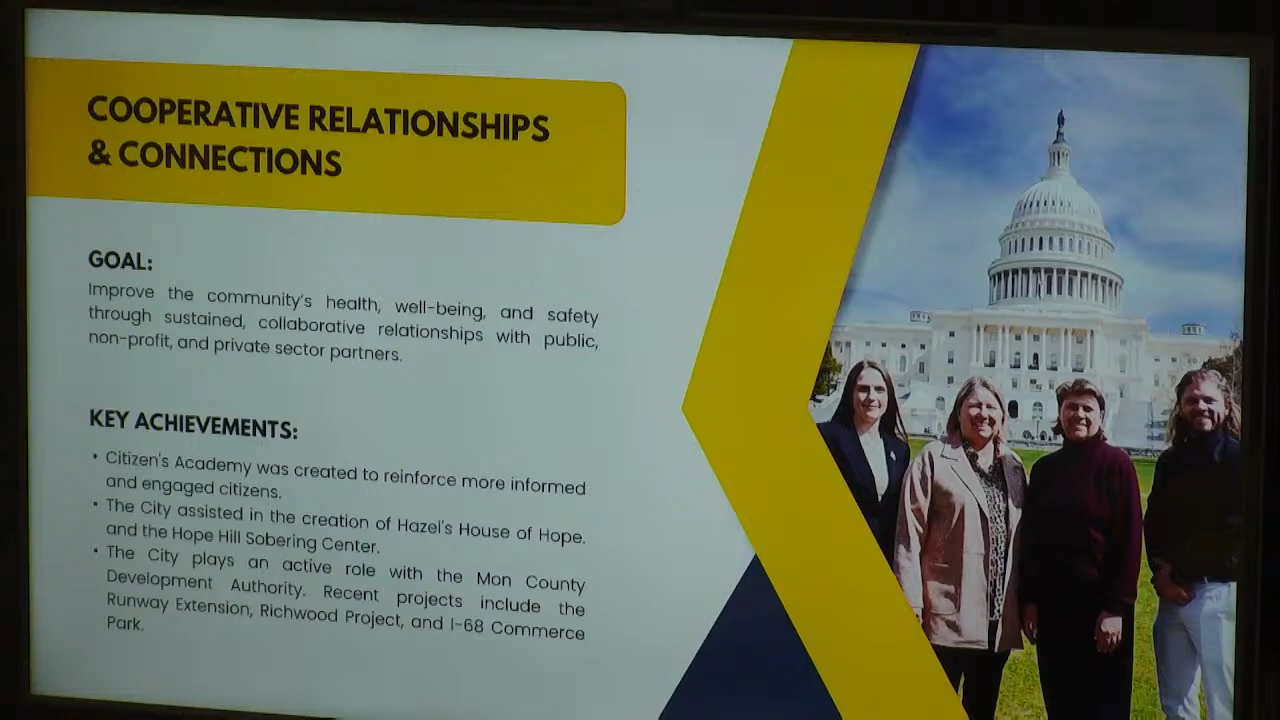 COOPERATIVE RELATIONSHIPS
& CONNECTIONS
GOAL:
Improve the community's health, well-being, and safety
through sustained, collaborative relationships with public,
non-profit, and private sector partners.
KEY ACHIEVEMENTS:
• Citizen's Academy was created to reinforce more informed
and engaged citizens.
• The City assisted in the creation of Hazel's House of Hope.
and the Hope Hill Sobering Center.
• The City plays an active role with the Mon County
Development Authority. Recent projects include the
Runway Extension, Richwood Project, and I-68 Commerce
Park.